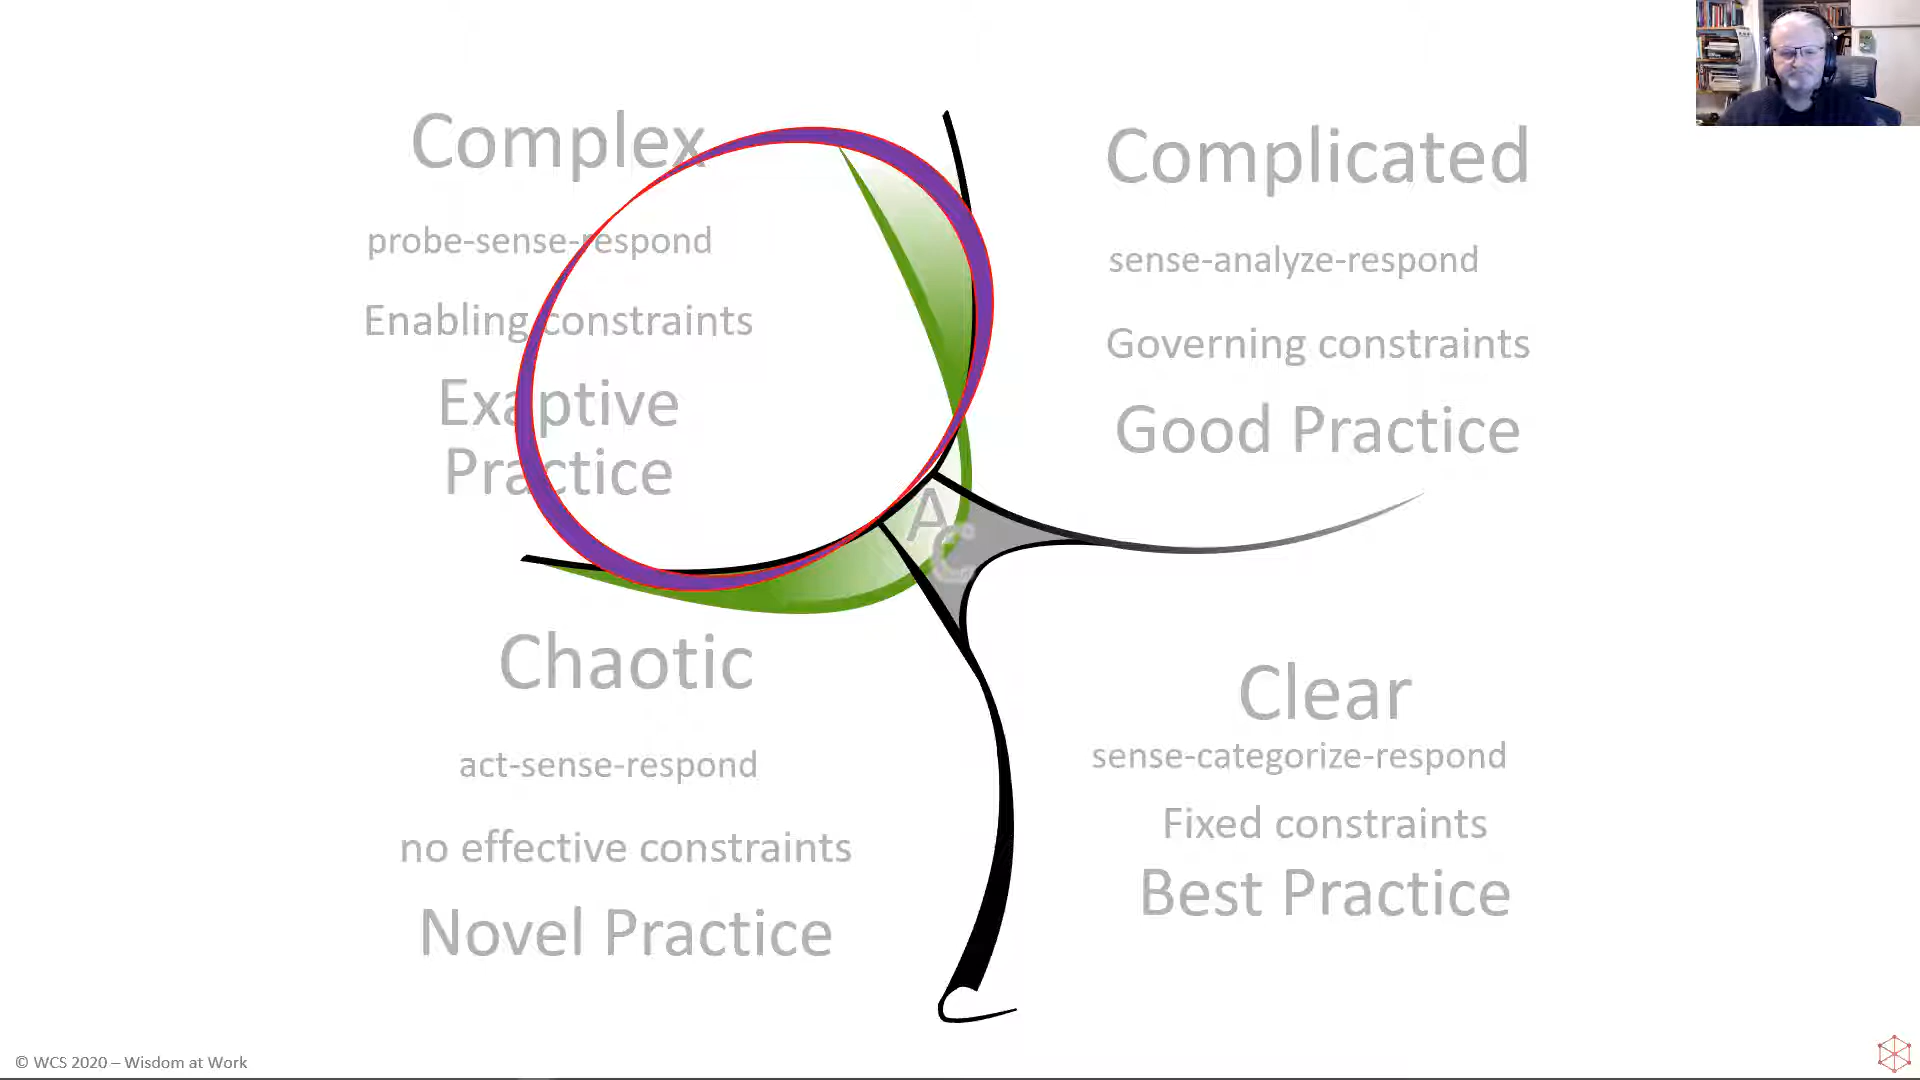 Complex
probe-sense-respond
Enabling constraints
Exaptive
Practice
Complicated
sense-analyze-respond
Governing constraints
Good Practice
A
C
Chaotic
act-sense-respond
no effective constraints
Novel Practice
Clear
sense-categorize-respond
Fixed constraints
Best Practice
© WCS 2020 – Wisdom at Work